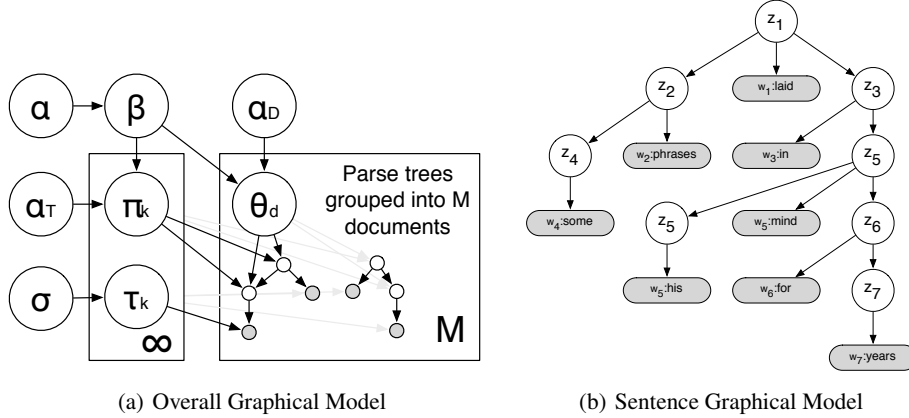 α
β
αD
αT
πk
θd
Parse trees
grouped into M
documents
σ
τk
∞
M
(a) Overall Graphical Model
z1
z2
w1:laid
z3
z4
w2:phrases
w3:in
z5
w4:some
z5
w5:mind
z6
w5:his
w6:for
z7
w7:years
(b) Sentence Graphical Model